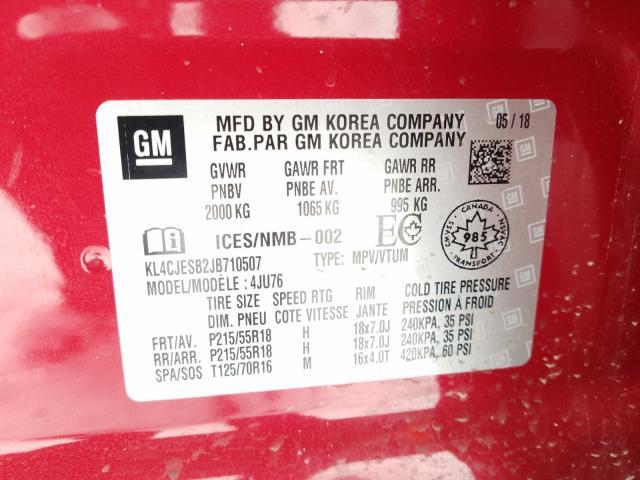 GM
MFD BY GM KOREA COMPANY 05 / 18
FAB.PAR GM KOREA COMPANY
GVWR GAWR FRT GAWR RR
PNBV PNBE AV. PNBE ARR.
2000 KG 1065 KG 995 KG
ICES/NMB-002 EC
CANADA
CMVSS 985 NSVAC
TRANSPORT
KL4CJESB2JB710507 TYPE: MPV/VTUM
MODEL/MODÈLE : 4JU76
TIRE SIZE SPEED RTG RIM COLD TIRE PRESSURE
DIM. PNEU COTE VITESSE JANTE PRESSION À FROID
FRT/AV. P215/55R18 H 18x7.0J 240KPA, 35 PSI
RR/ARR. P215/55R18 H 18x7.0J 240KPA, 35 PSI
SPA/SOS T125/70R16 M 16x4.0T 420KPA, 60 PSI